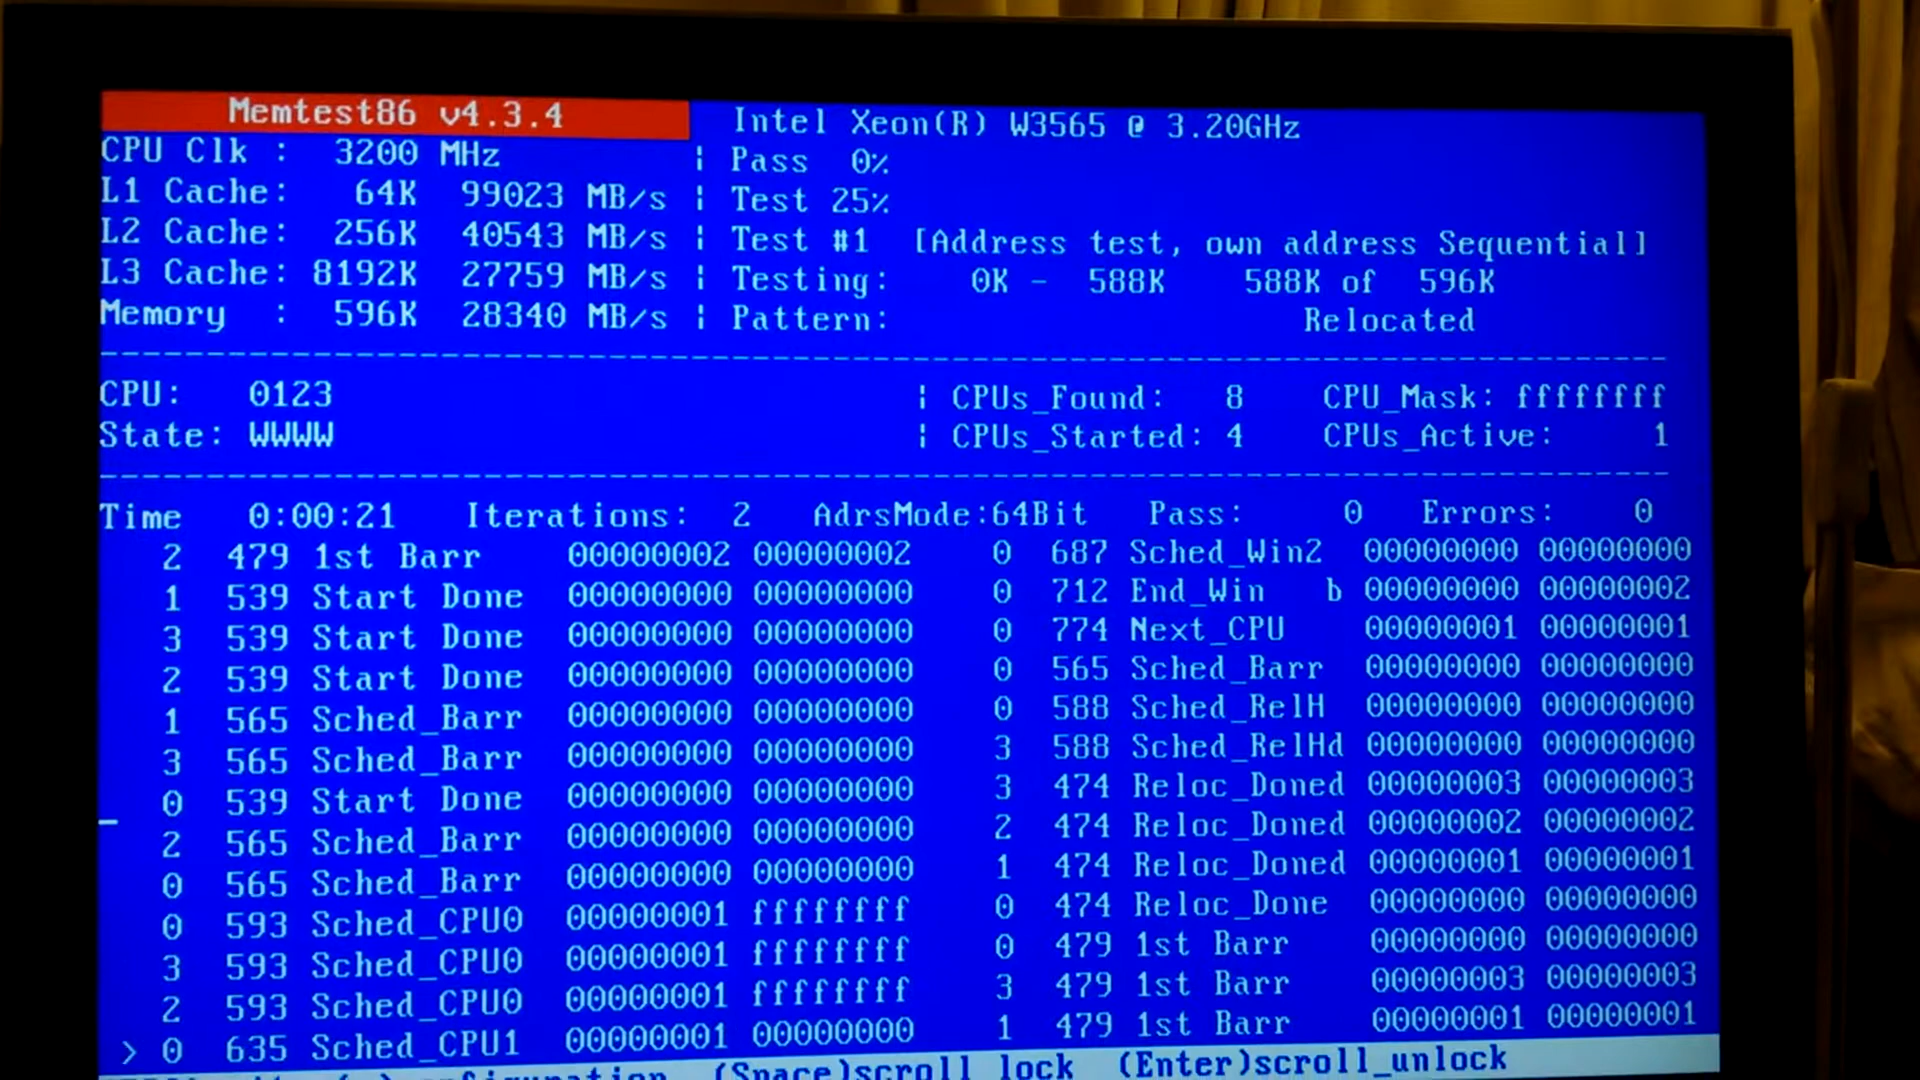 Memtest86 v4.3.4 Intel Xeon(R) W3565 @ 3.20GHz
CPU Clk : 3200 MHz ¦ Pass 0%
L1 Cache: 64K 99023 MB/s ¦ Test 25%
L2 Cache: 256K 40543 MB/s ¦ Test #1 [Address test, own address Sequential]
L3 Cache: 8192K 27759 MB/s ¦ Testing: 0K - 588K 588K of 596K
Memory : 596K 28340 MB/s ¦ Pattern: Relocated
CPU: 0123 ¦ CPUs_Found: 8 CPU_Mask: ffffffff
State: WWWW ¦ CPUs_Started: 4 CPUs_Active: 1
Time 0:00:21 Iterations: 2 AdrsMode:64Bit Pass: 0 Errors: 0
2 479 1st Barr 00000002 00000002 0 687 Sched_Win2 00000000 00000000
1 539 Start Done 00000000 00000000 0 712 End_Win b 00000000 00000002
3 539 Start Done 00000000 00000000 0 774 Next_CPU 00000001 00000001
2 539 Start Done 00000000 00000000 0 565 Sched_Barr 00000000 00000000
1 565 Sched_Barr 00000000 00000000 0 588 Sched_RelH 00000000 00000000
3 565 Sched_Barr 00000000 00000000 3 588 Sched_RelHd 00000000 00000000
0 539 Start Done 00000000 00000000 3 474 Reloc_Doned 00000003 00000003
2 565 Sched_Barr 00000000 00000000 2 474 Reloc_Doned 00000002 00000002
0 565 Sched_Barr 00000000 00000000 1 474 Reloc_Doned 00000001 00000001
0 593 Sched_CPU0 00000001 ffffffff 0 474 Reloc_Done 00000000 00000000
3 593 Sched_CPU0 00000001 ffffffff 0 479 1st Barr 00000000 00000000
2 593 Sched_CPU0 00000001 ffffffff 3 479 1st Barr 00000003 00000003
> 0 635 Sched_CPU1 00000001 00000000 1 479 1st Barr 00000001 00000001
(Space)scroll_lock (Enter)scroll_unlock